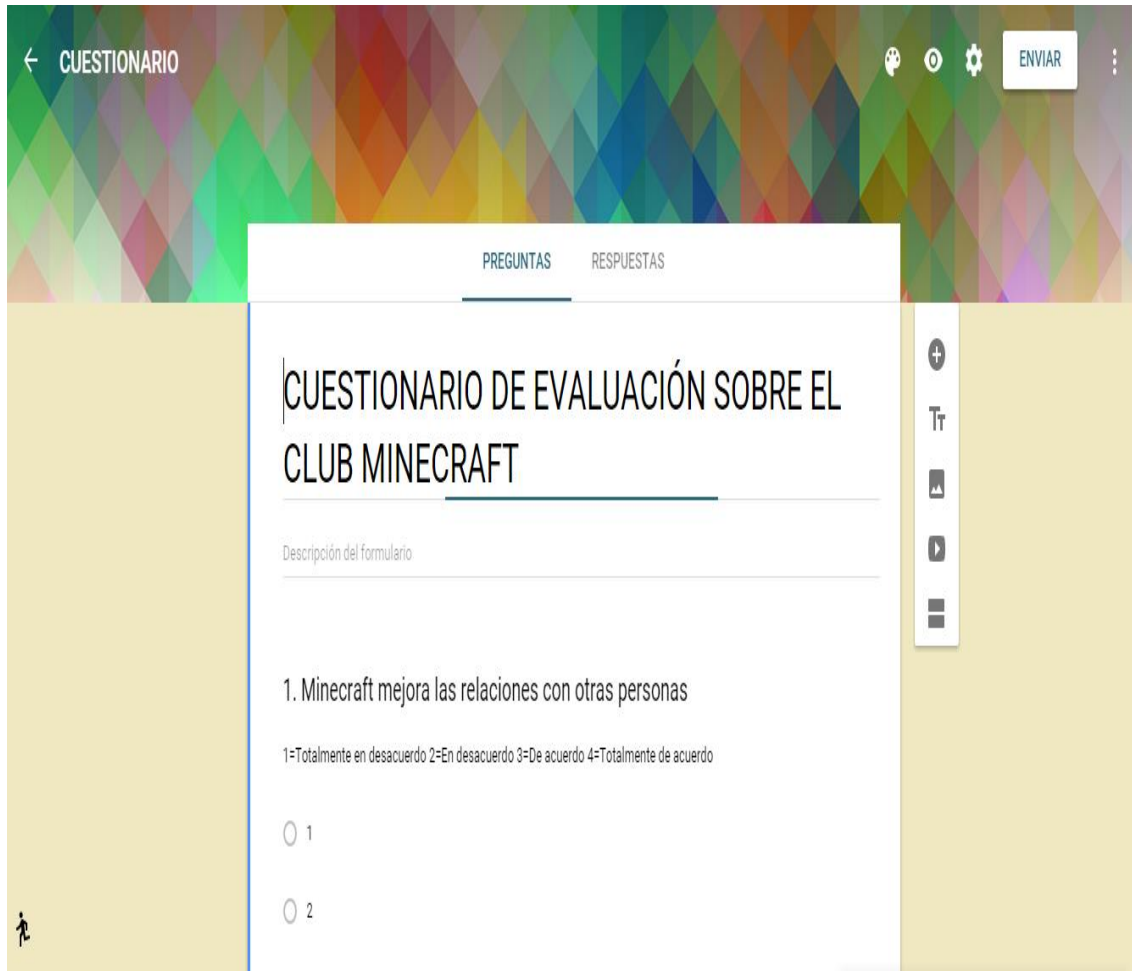 CUESTIONARIO
ENVIAR
PREGUNTAS RESPUESTAS
CUESTIONARIO DE EVALUACIÓN SOBRE EL
CLUB MINECRAFT
Descripción del formulario
1. Minecraft mejora las relaciones con otras personas
1=Totalmente en desacuerdo 2=En desacuerdo 3=De acuerdo 4=Totalmente de acuerdo
1
2